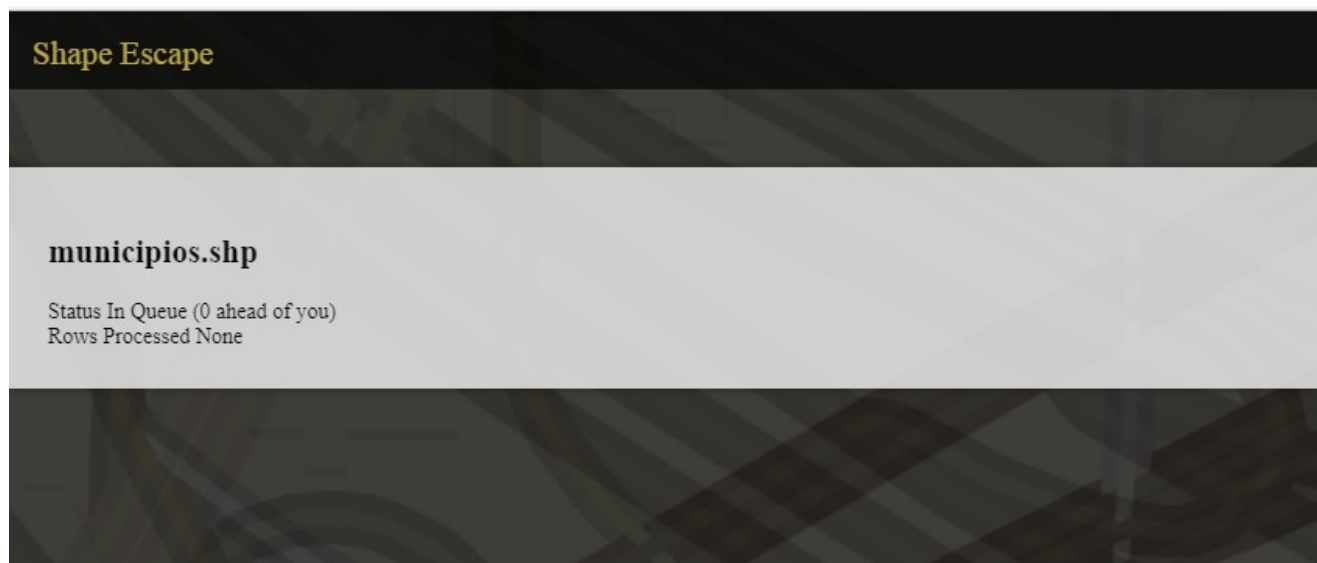 Shape Escape
municipios.shp
Status In Queue (0 ahead of you)
Rows Processed None